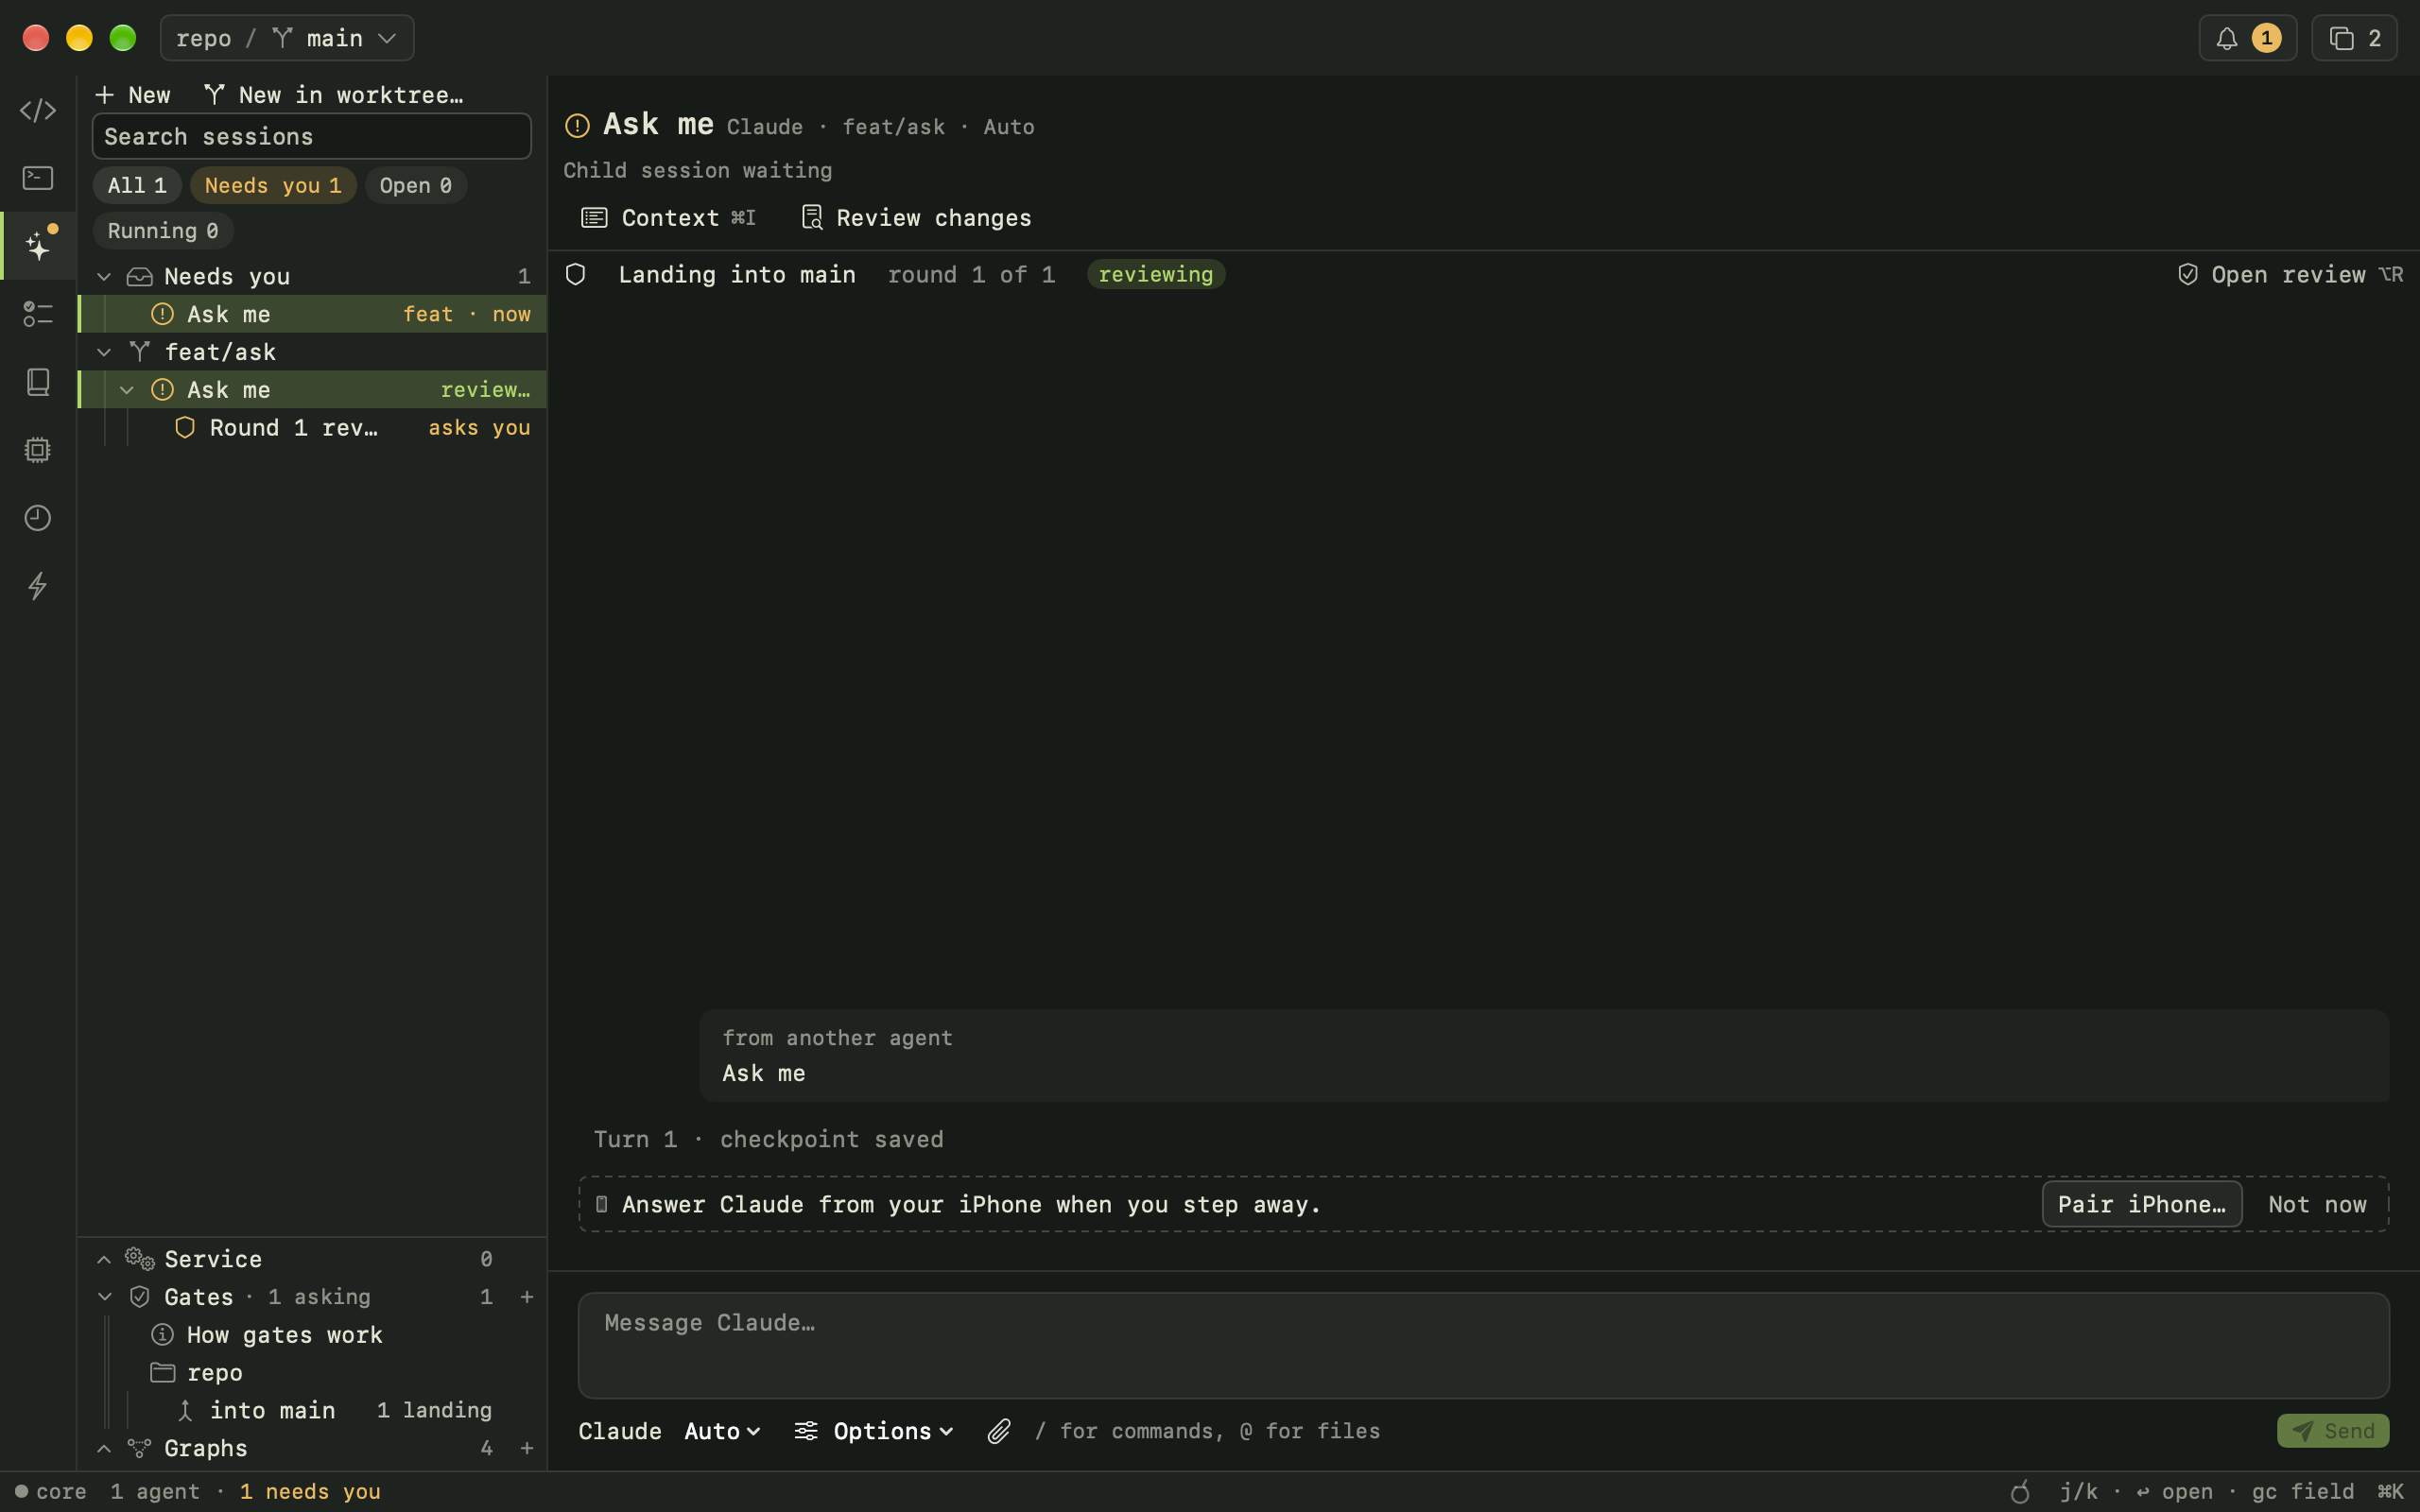 repo / main
1
2
+ New New in worktree…
Search sessions
All 1 Needs you 1 Open 0
Running 0
Needs you 1
Ask me feat · now
feat/ask
Ask me review…
Round 1 rev… asks you
Service 0
Gates · 1 asking 1 +
How gates work
repo
into main 1 landing
Graphs 4 +
Ask me Claude · feat/ask · Auto
Child session waiting
Context ⌘I Review changes
Landing into main round 1 of 1 reviewing Open review ⌥R
from another agent
Ask me
Turn 1 · checkpoint saved
Answer Claude from your iPhone when you step away. Pair iPhone… Not now
Message Claude…
Claude Auto Options / for commands, @ for files Send
core 1 agent · 1 needs you j/k · ↩ open · gc field ⌘K